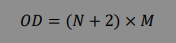 OD = (N + 2) × M